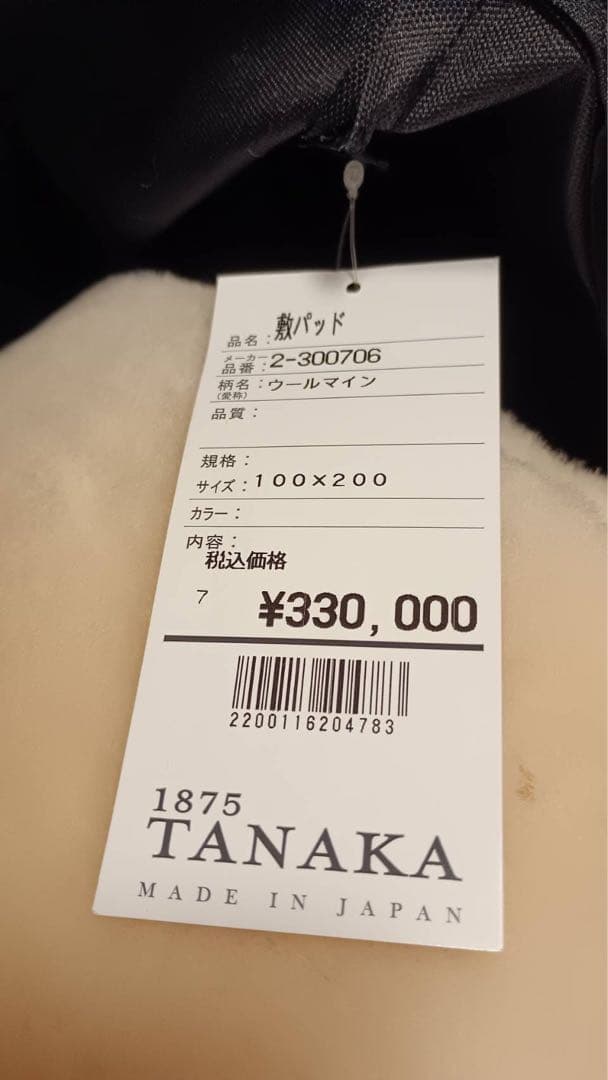 品名：敷パッド
メーカー
品番：2-300706
柄名：ウールマイン
(愛称)
品質：
規格：
サイズ：１００×２００
カラー：
内容：
税込価格
7 ¥330,000
2200116204783
1875
TANAKA
MADE IN JAPAN